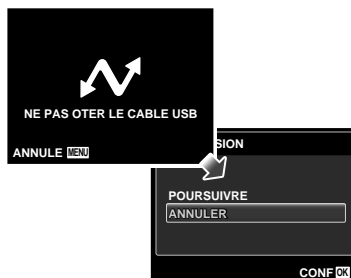 NE PAS OTER LE CABLE USB
ANNULE MENU
SION
POURSUIVRE
ANNULER
CONF OK